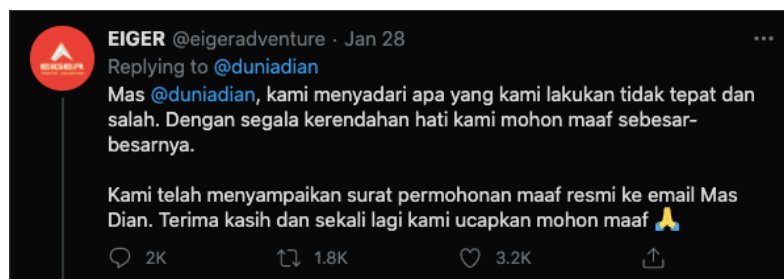 EIGER @eigeradventure · Jan 28
Replying to @duniadian
Mas @duniadian, kami menyadari apa yang kami lakukan tidak tepat dan
salah. Dengan segala kerendahan hati kami mohon maaf sebesar-
besarnya.
Kami telah menyampaikan surat permohonan maaf resmi ke email Mas
Dian. Terima kasih dan sekali lagi kami ucapkan mohon maaf 🙏
2K 1.8K 3.2K
EIGER